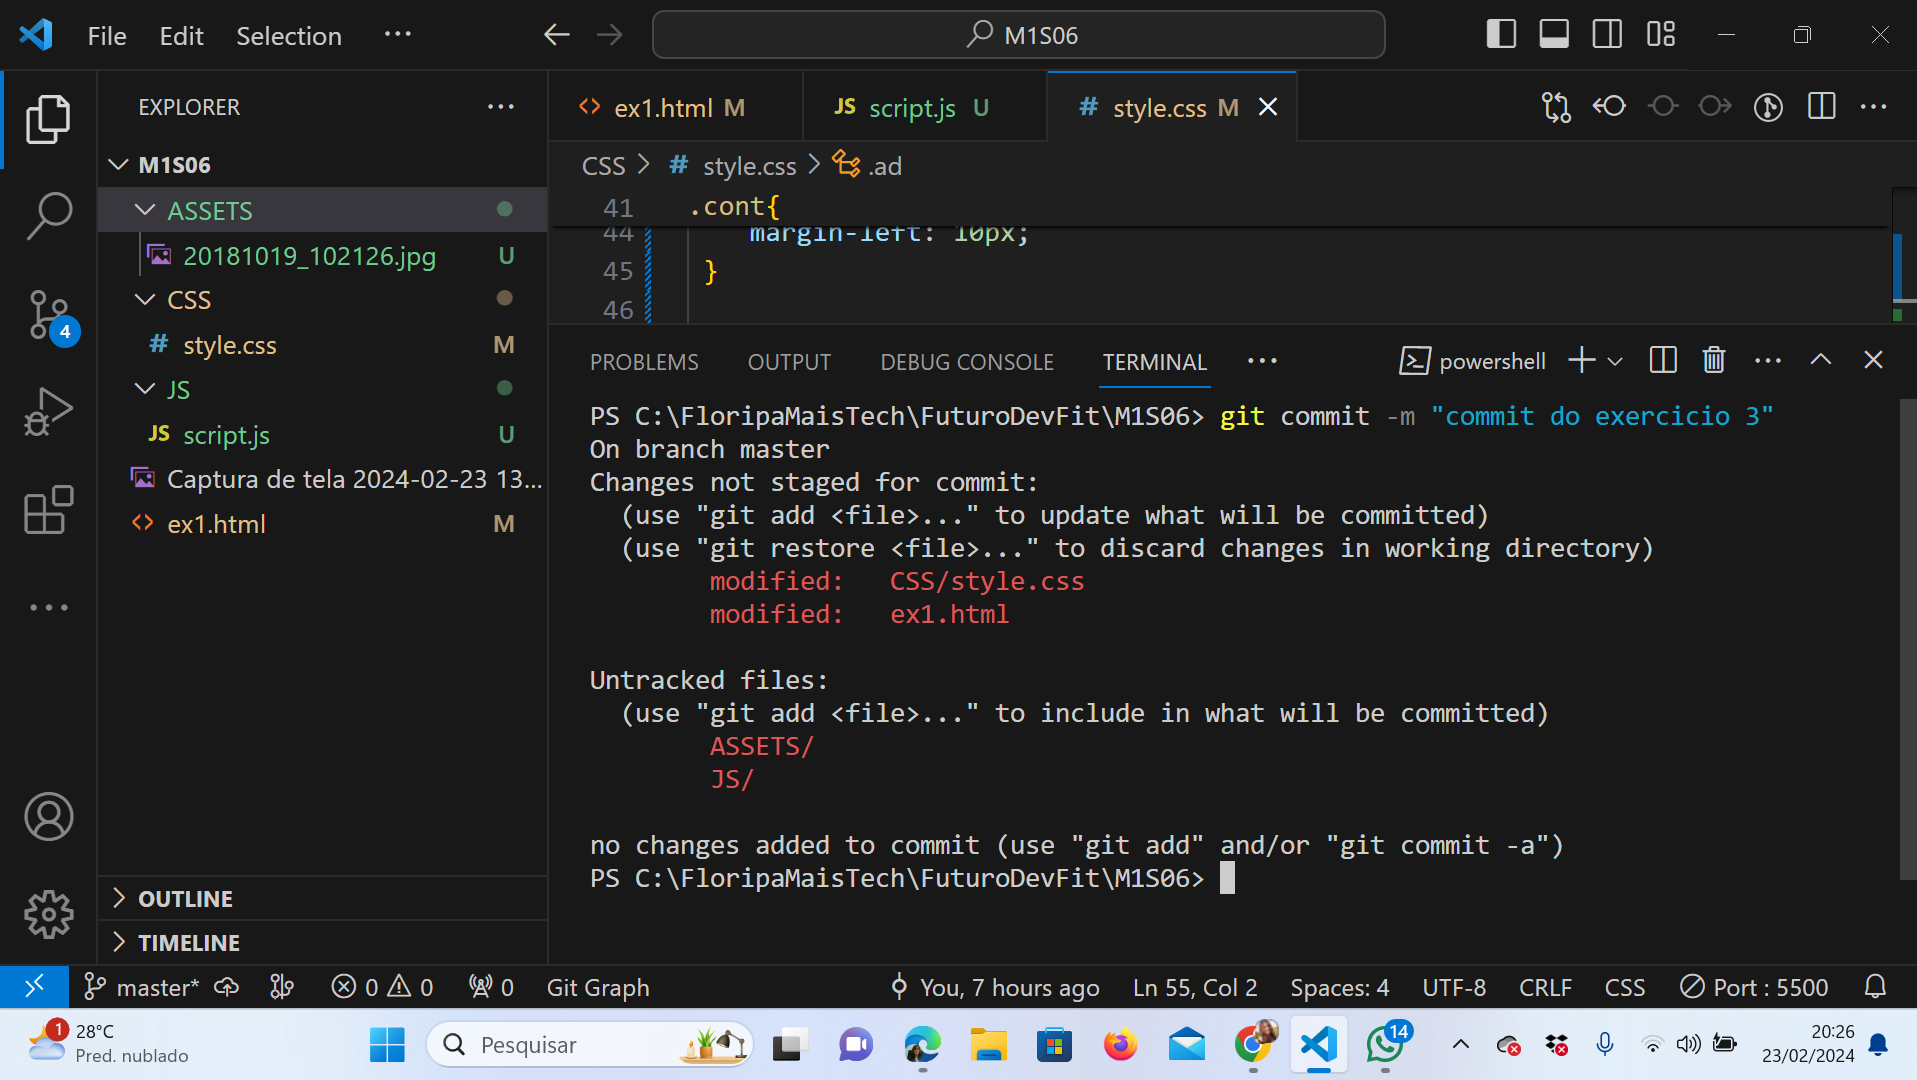 File Edit Selection ···
M1S06
EXPLORER ···
M1S06
ASSETS
20181019_102126.jpg U
CSS
# style.css M
JS
JS script.js U
Captura de tela 2024-02-23 13...
<> ex1.html M
OUTLINE
TIMELINE
<> ex1.html M
JS script.js U
# style.css M
CSS > # style.css > .ad
41 .cont{
44 margin-left: 10px;
45 }
46
PROBLEMS OUTPUT DEBUG CONSOLE TERMINAL ···
powershell
PS C:\FloripaMaisTech\FuturoDevFit\M1S06> git commit -m "commit do exercicio 3"
On branch master
Changes not staged for commit:
(use "git add <file>..." to update what will be committed)
(use "git restore <file>..." to discard changes in working directory)
modified: CSS/style.css
modified: ex1.html
Untracked files:
(use "git add <file>..." to include in what will be committed)
ASSETS/
JS/
no changes added to commit (use "git add" and/or "git commit -a")
PS C:\FloripaMaisTech\FuturoDevFit\M1S06>
4
master* 0 0 0 Git Graph You, 7 hours ago Ln 55, Col 2 Spaces: 4 UTF-8 CRLF CSS Port : 5500
1
28°C
Pred. nublado
Pesquisar
14
20:26
23/02/2024